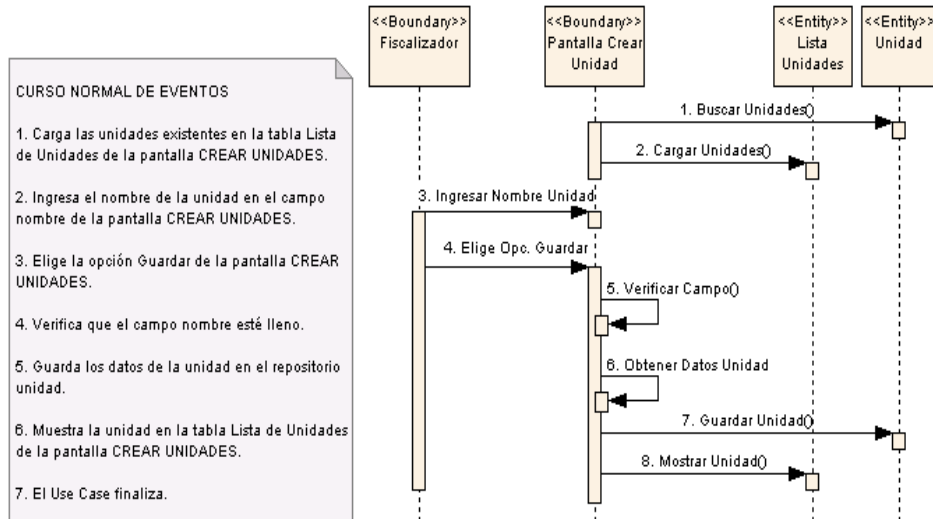 <<Boundary>>
Fiscalizador
<<Boundary>>
Pantalla Crear
Unidad
<<Entity>>
Lista
Unidades
<<Entity>>
Unidad
CURSO NORMAL DE EVENTOS
1. Carga las unidades existentes en la tabla Lista
de Unidades de la pantalla CREAR UNIDADES.
2. Ingresa el nombre de la unidad en el campo
nombre de la pantalla CREAR UNIDADES.
3. Elige la opción Guardar de la pantalla CREAR
UNIDADES.
4. Verifica que el campo nombre esté lleno.
5. Guarda los datos de la unidad en el repositorio
unidad.
6. Muestra la unidad en la tabla Lista de Unidades
de la pantalla CREAR UNIDADES.
7. El Use Case finaliza.
1. Buscar Unidades()
2. Cargar Unidades()
3. Ingresar Nombre Unidad
4. Elige Opc. Guardar
5. Verificar Campo()
6. Obtener Datos Unidad
7. Guardar Unidad()
8. Mostrar Unidad()